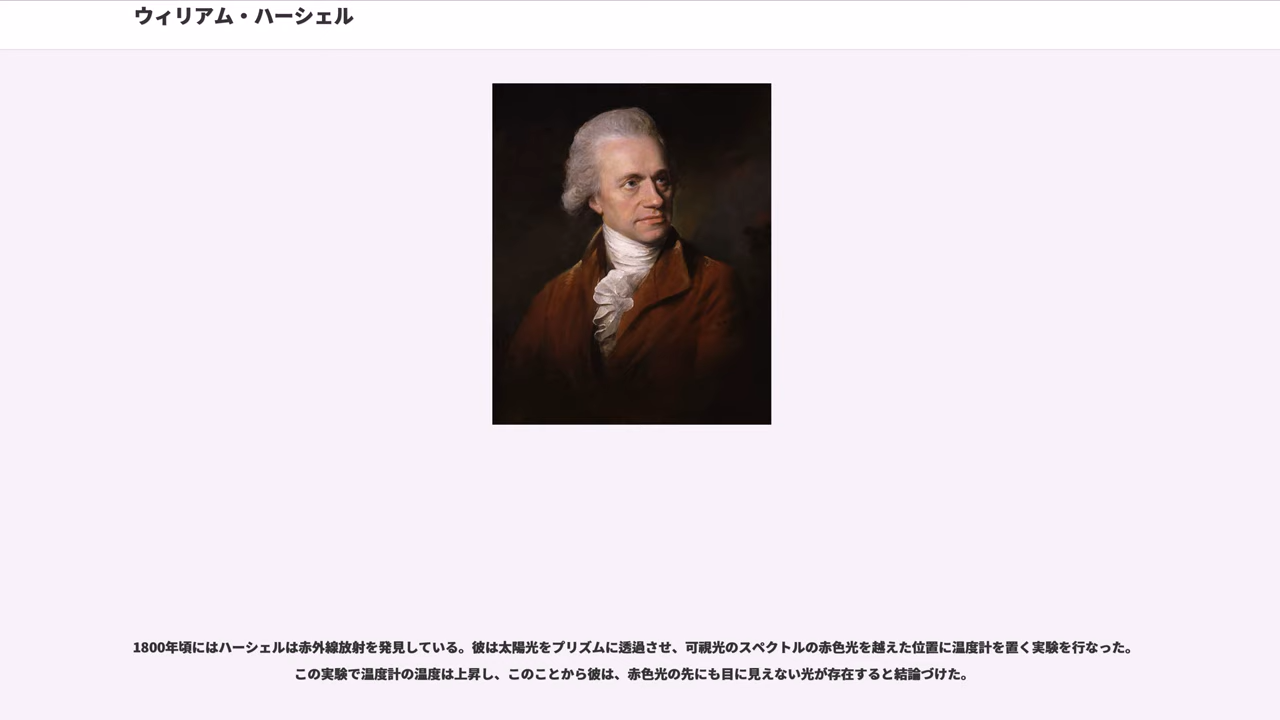 ウィリアム・ハーシェル
1800年頃にはハーシェルは赤外線放射を発見している。彼は太陽光をプリズムに透過させ、可視光のスペクトルの赤色光を越えた位置に温度計を置く実験を行なった。
この実験で温度計の温度は上昇し、このことから彼は、赤色光の先にも目に見えない光が存在すると結論づけた。